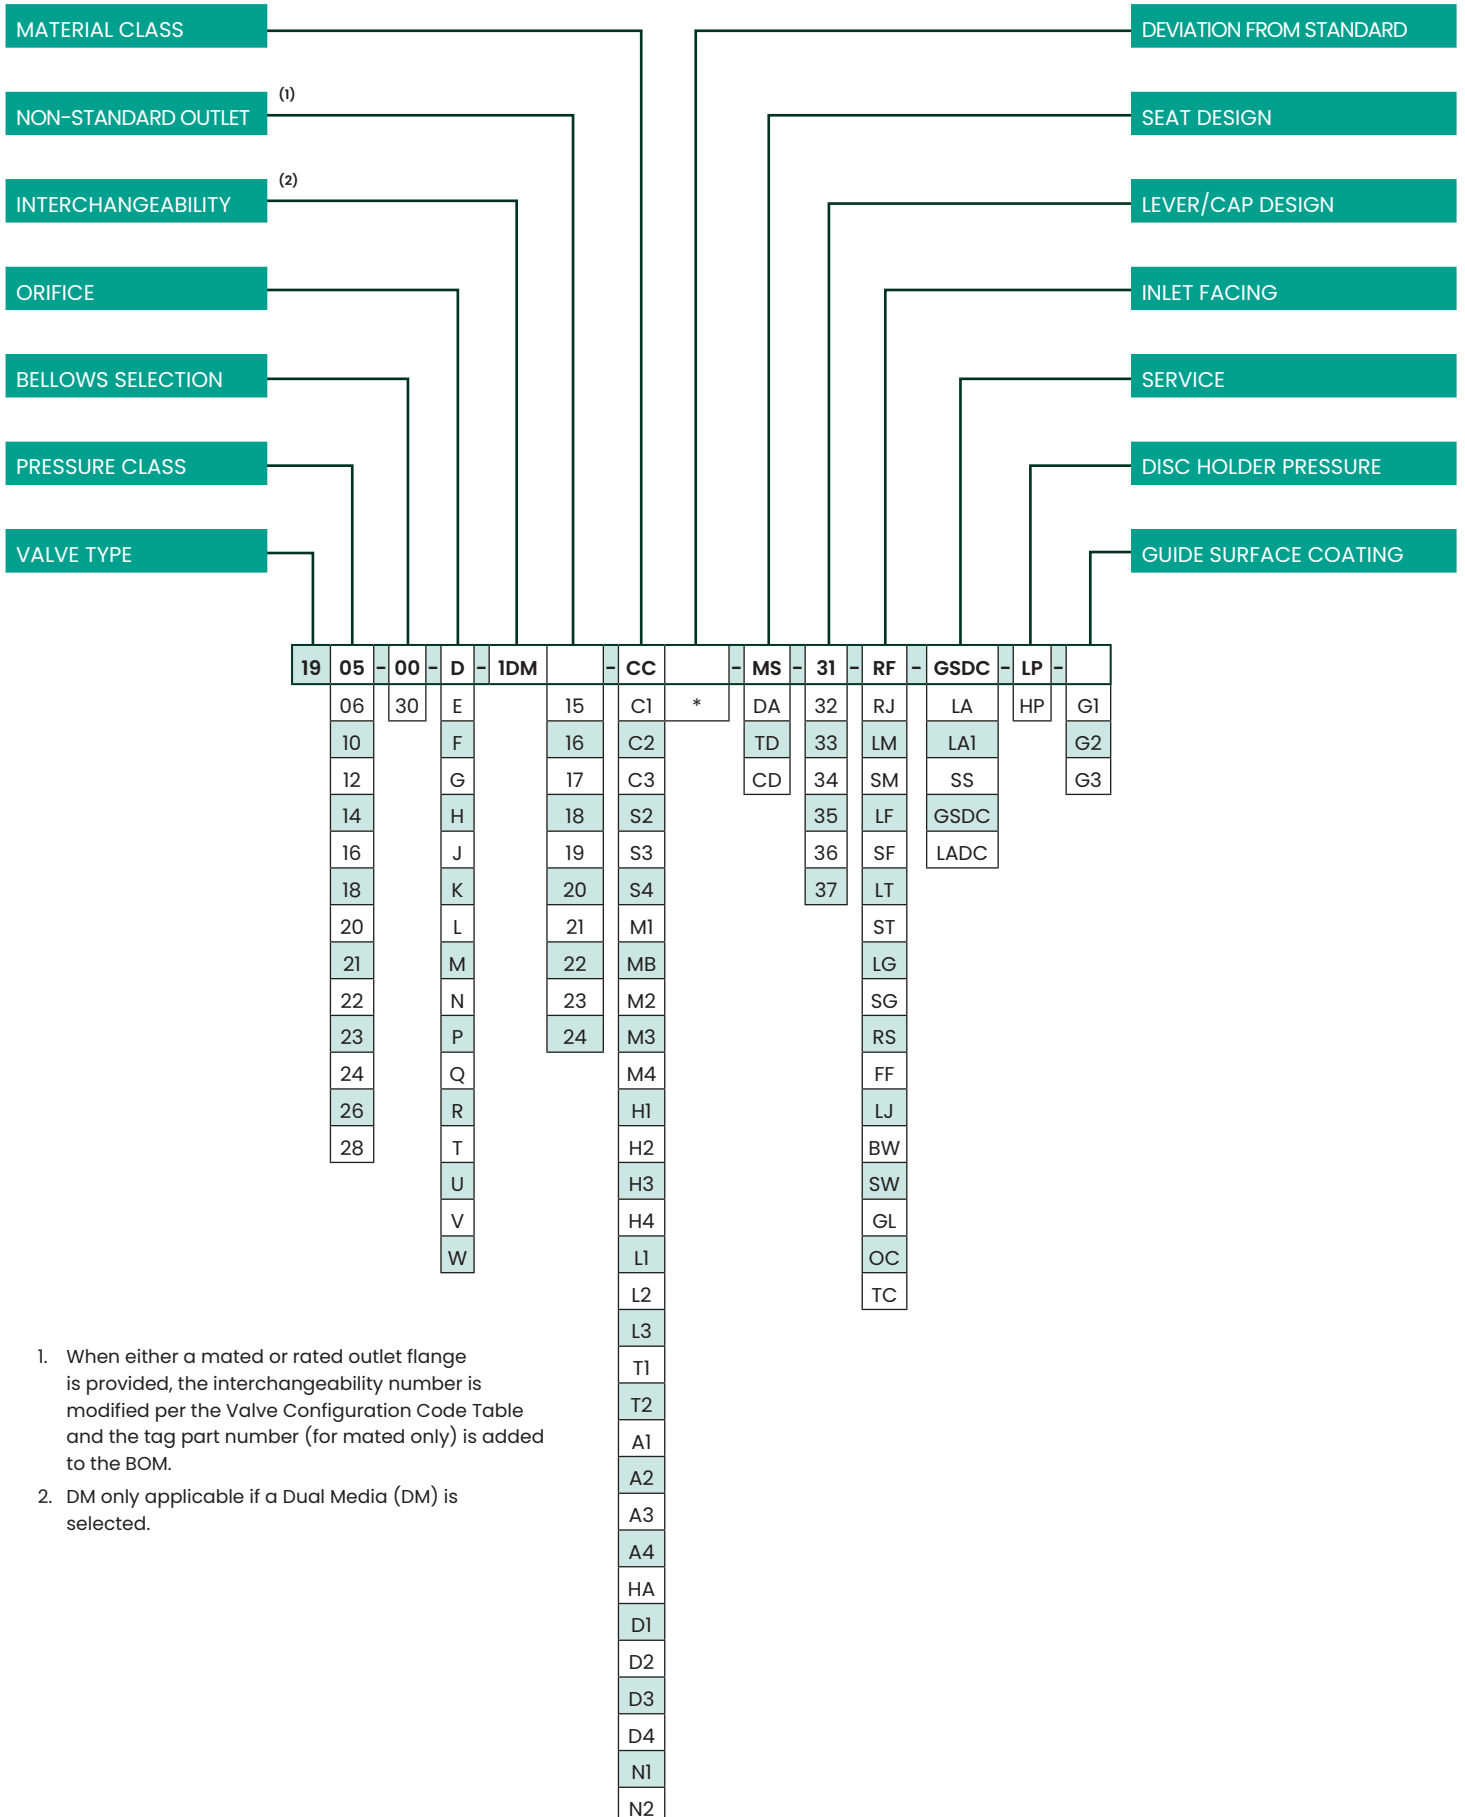 MATERIAL CLASS
DEVIATION FROM STANDARD
NON-STANDARD OUTLET (1)
SEAT DESIGN
INTERCHANGEABILITY (2)
LEVER/CAP DESIGN
ORIFICE
INLET FACING
BELLOWS SELECTION
SERVICE
PRESSURE CLASS
DISC HOLDER PRESSURE
VALVE TYPE
GUIDE SURFACE COATING
19 05 - 00 - D - 1DM - CC - MS - 31 - RF - GSDC - LP -
06 30 E 15 C1 * DA 32 RJ LA HP G1
10 F 16 C2 TD 33 LM LA1 G2
12 G 17 C3 CD 34 SM SS G3
14 H 18 S2 35 LF GSDC
16 J 19 S3 36 SF LADC
18 K 20 S4 37 LT
20 L 21 M1 ST
21 M 22 MB LG
22 N 23 M2 SG
23 P 24 M3 RS
24 Q M4 FF
26 R H1 LJ
28 T H2 BW
U H3 SW
V H4 GL
W L1 OC
L2 TC
L3
T1
T2
A1
A2
A3
A4
HA
D1
D2
D3
D4
N1
N2
1. When either a mated or rated outlet flange
is provided, the interchangeability number is
modified per the Valve Configuration Code Table
and the tag part number (for mated only) is added
to the BOM.
2. DM only applicable if a Dual Media (DM) is
selected.